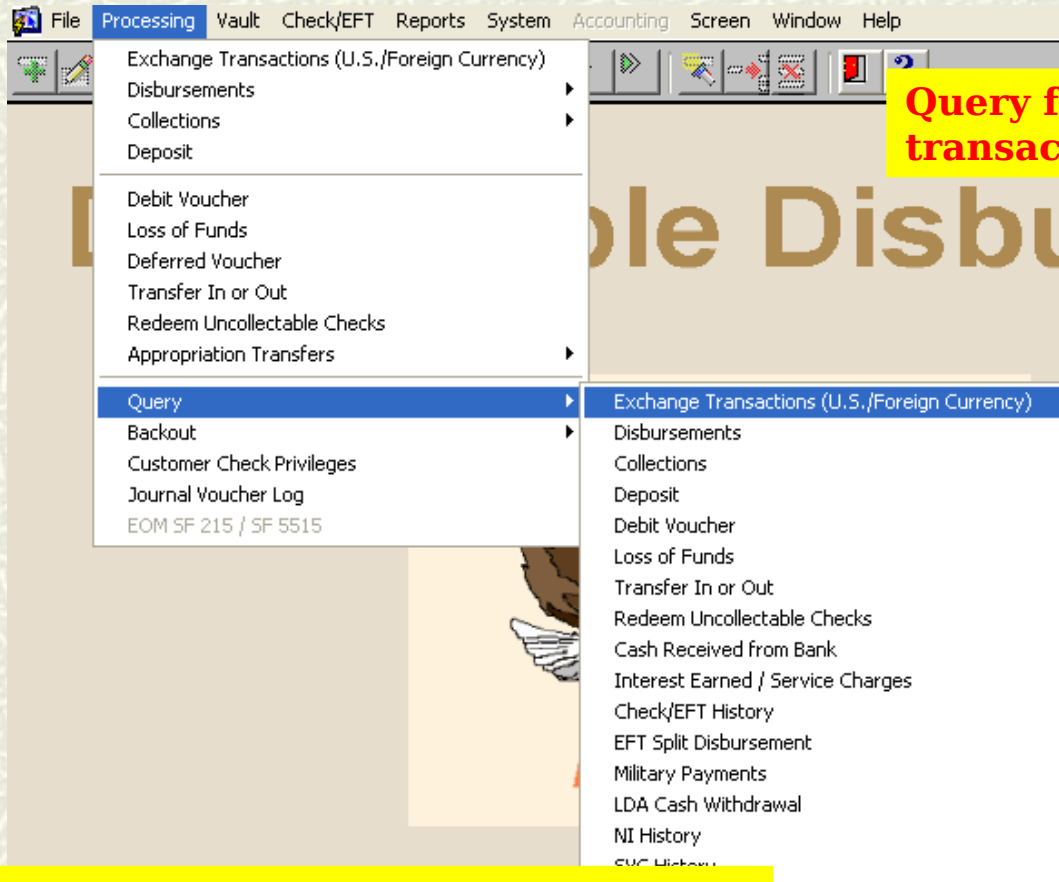 File Processing Vault Check/EFT Reports System Accounting Screen Window Help
Exchange Transactions (U.S./Foreign Currency)
Disbursements
Collections
Deposit
Debit Voucher
Loss of Funds
Deferred Voucher
Transfer In or Out
Redeem Uncollectable Checks
Appropriation Transfers
Query
Backout
Customer Check Privileges
Journal Voucher Log
EOM SF 215 / SF 5515
Query f
transac
D ble Disbu
Exchange Transactions (U.S./Foreign Currency)
Disbursements
Collections
Deposit
Debit Voucher
Loss of Funds
Transfer In or Out
Redeem Uncollectable Checks
Cash Received from Bank
Interest Earned / Service Charges
Check/EFT History
EFT Split Disbursement
Military Payments
LDA Cash Withdrawal
NI History
SVC History